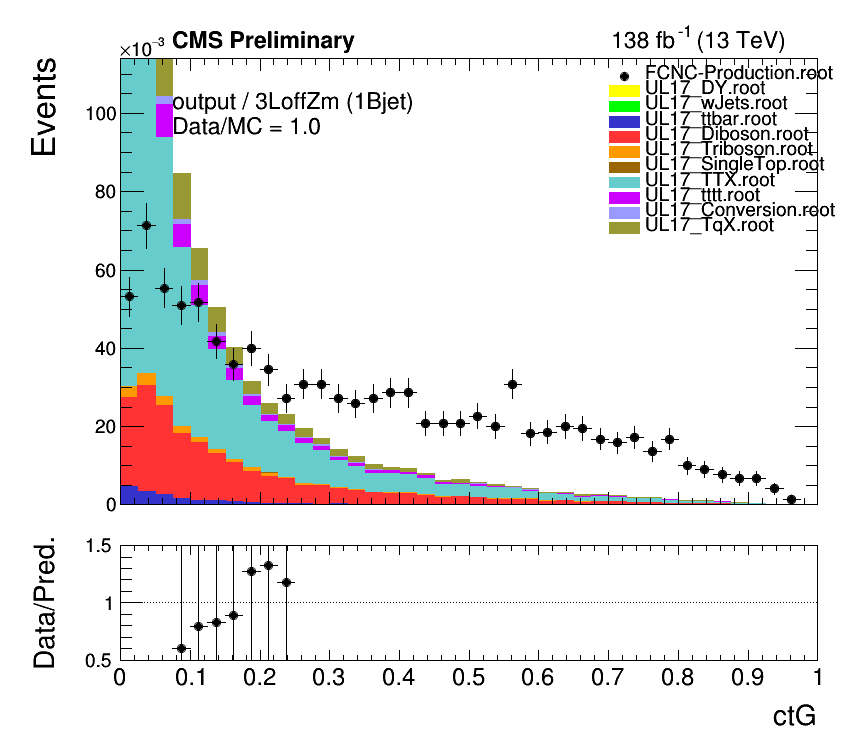 ×10⁻³ CMS Preliminary 138 fb⁻¹ (13 TeV)
Events
100
80
60
40
20
0
output / 3LoffZm (1Bjet)
Data/MC = 1.0
FCNC-Production.root
UL17_DY.root
UL17_wJets.root
UL17_ttbar.root
UL17_Diboson.root
UL17_Triboson.root
UL17_SingleTop.root
UL17_TTX.root
UL17_tttt.root
UL17_Conversion.root
UL17_TqX.root
Data/Pred.
1.5
1
0.5
0 0.1 0.2 0.3 0.4 0.5 0.6 0.7 0.8 0.9 1
ctG